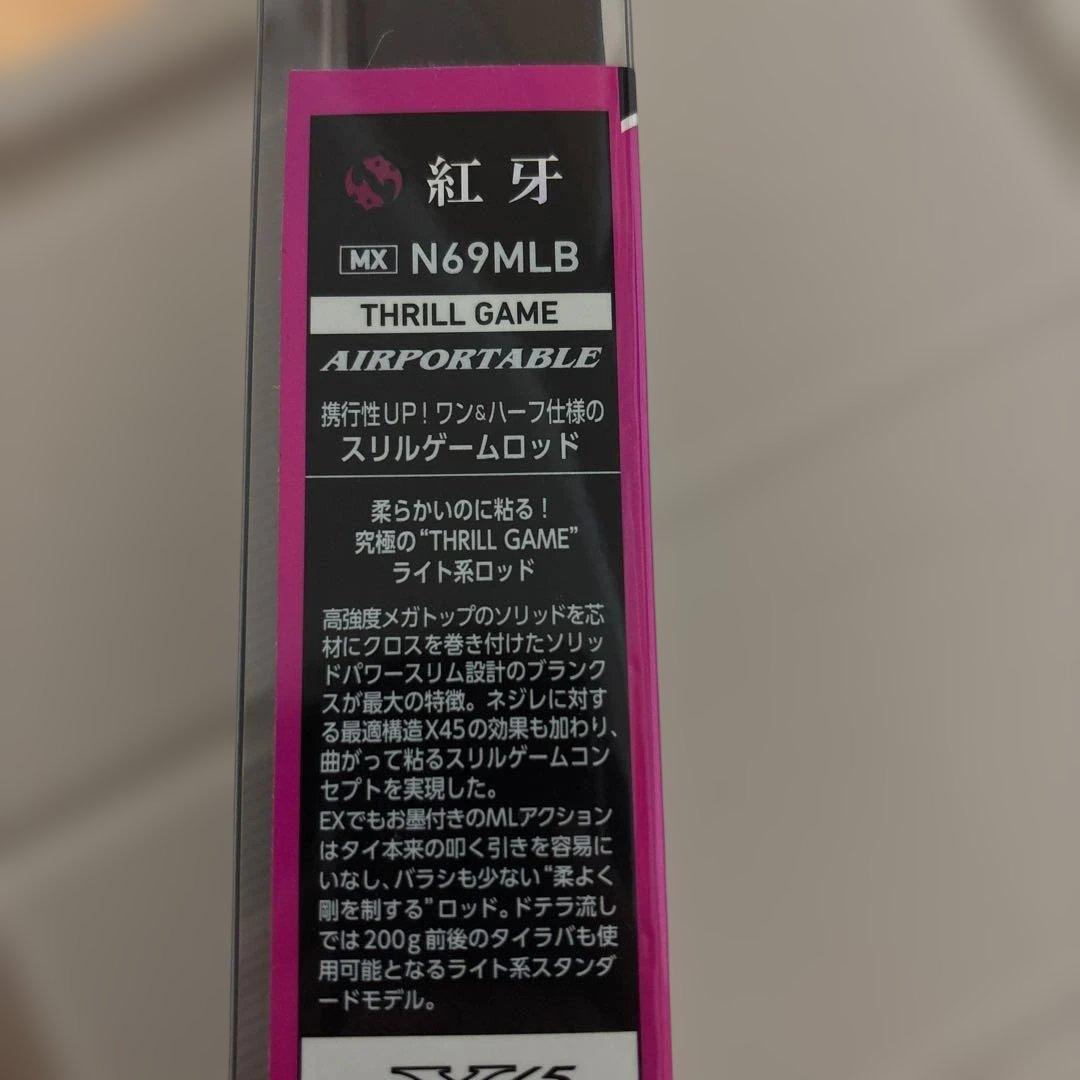 紅牙
MX N69MLB
THRILL GAME
AIRPORTABLE
携行性UP！ワン&ハーフ仕様の
スリルゲームロッド
柔らかいのに粘る！
究極の“THRILL GAME”
ライト系ロッド
高強度メガトップのソリッドを芯
材にクロスを巻き付けたソリッ
ドパワースリム設計のブランク
スが最大の特徴。ネジレに対す
る最適構造X45の効果も加わり、
曲がって粘るスリルゲームコン
セプトを実現した。
EXでもお墨付きのMLアクション
はタイ本来の叩く引きを容易に
いなし、バラシも少ない“柔よく
剛を制する”ロッド。ドテラ流し
では200g前後のタイラバも使
用可能となるライト系スタンダ
ードモデル。